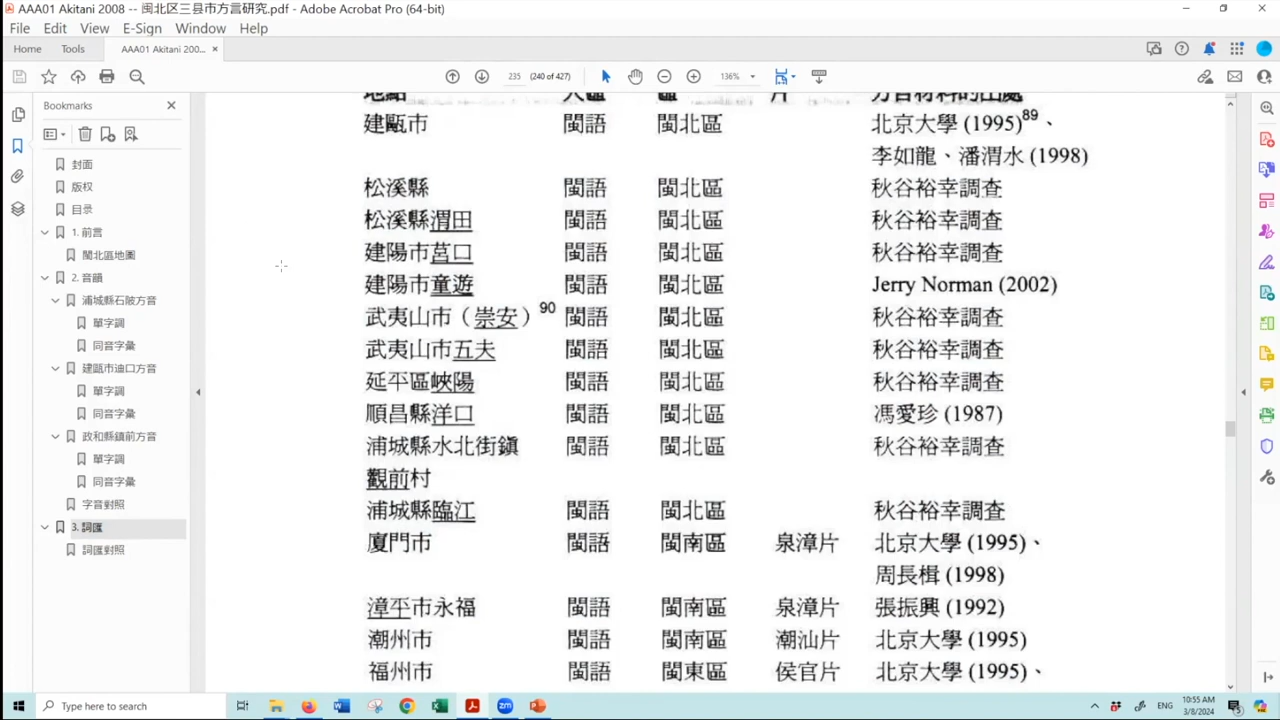 AAA01 Akitani 2008 -- 闽北区三县市方言研究.pdf - Adobe Acrobat Pro (64-bit)
File Edit View E-Sign Window Help
Home Tools AAA01 Akitani 200... ×
235 (240 of 427) 136%
Bookmarks
封面
版权
目录
1. 前言
閩北區地圖
2. 音韻
浦城縣石陂方音
單字調
同音字彙
建甌市迪口方音
單字調
同音字彙
政和縣鎮前方音
單字調
同音字彙
字音對照
3. 詞匯
詞匯對照
地點 大區 區 片 方言材料的出處
建甌市 閩語 閩北區 北京大學 (1995)89、
李如龍、潘渭水 (1998)
松溪縣 閩語 閩北區 秋谷裕幸調查
松溪縣渭田 閩語 閩北區 秋谷裕幸調查
建陽市莒口 閩語 閩北區 秋谷裕幸調查
建陽市童遊 閩語 閩北區 Jerry Norman (2002)
武夷山市（崇安）90 閩語 閩北區 秋谷裕幸調查
武夷山市五夫 閩語 閩北區 秋谷裕幸調查
延平區峽陽 閩語 閩北區 秋谷裕幸調查
順昌縣洋口 閩語 閩北區 馮愛珍 (1987)
浦城縣水北街鎮 閩語 閩北區 秋谷裕幸調查
觀前村
浦城縣臨江 閩語 閩北區 秋谷裕幸調查
廈門市 閩語 閩南區 泉漳片 北京大學 (1995)、
周長楫 (1998)
漳平市永福 閩語 閩南區 泉漳片 張振興 (1992)
潮州市 閩語 閩南區 潮汕片 北京大學 (1995)
福州市 閩語 閩東區 侯官片 北京大學 (1995)、
Type here to search
ENG
10:55 AM
3/8/2024